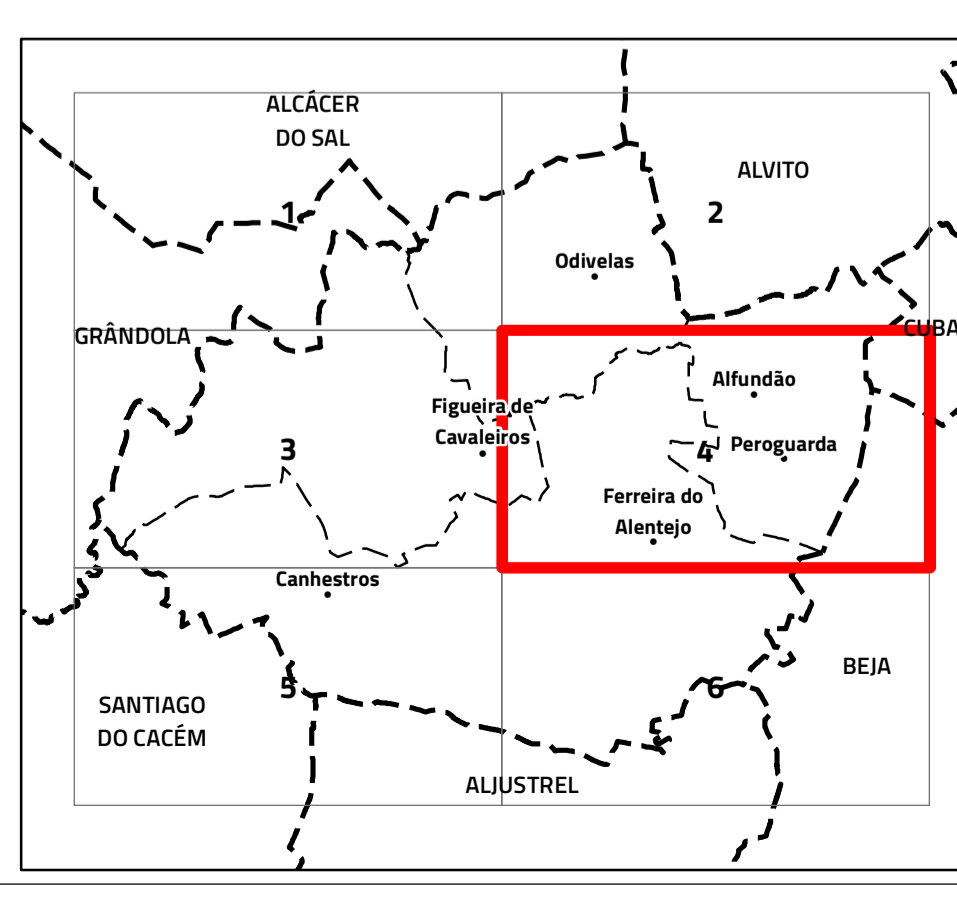 ALCÁCER
DO SAL
ALVITO
1
2
Odivelas
GRÂNDOLA
CUBA
Alfundão
Figueira de
Cavaleiros
3
4
Peroguarda
Ferreira do
Alentejo
Canhestros
BEJA
5
6
SANTIAGO
DO CACÉM
ALJUSTREL